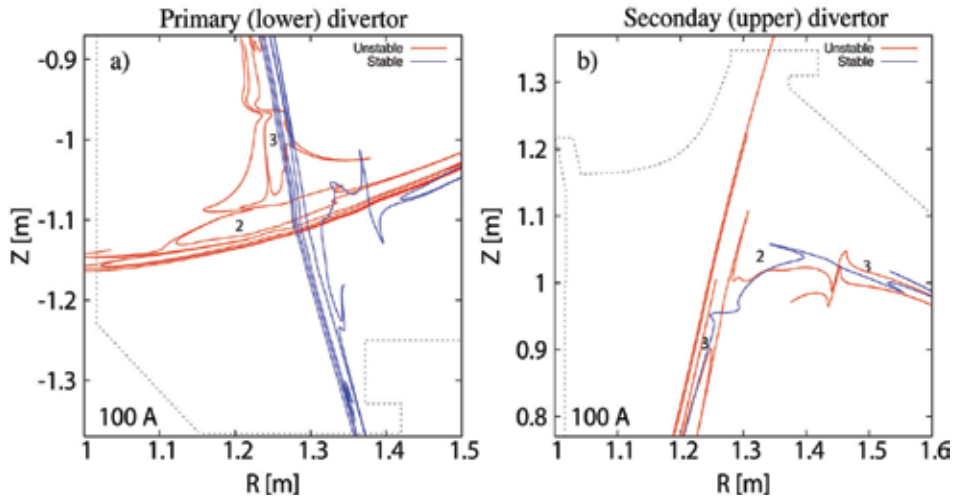 Primary (lower) divertor
Seconday (upper) divertor
a)
Unstable
Stable
-0.9
-1
-1.1
-1.2
-1.3
Z [m]
3
2
100 A
1
1.1
1.2
1.3
1.4
1.5
R [m]
b)
Unstable
Stable
1.3
1.2
1.1
1
0.9
0.8
Z [m]
2
3
3
100 A
1
1.1
1.2
1.3
1.4
1.5
1.6
R [m]